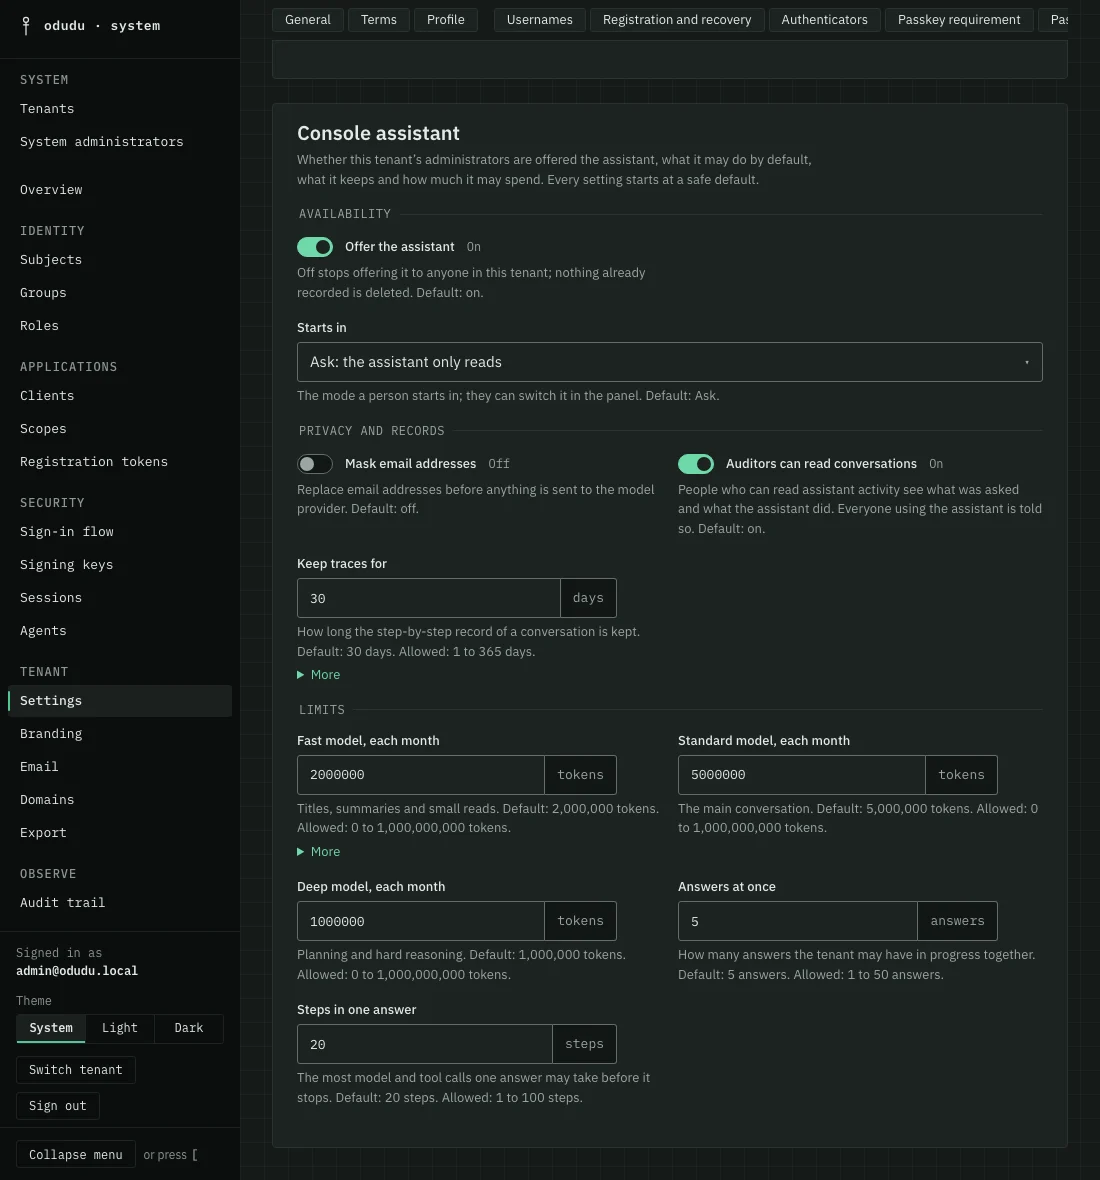 odudu · system
SYSTEM
Tenants
System administrators
Overview
IDENTITY
Subjects
Groups
Roles
APPLICATIONS
Clients
Scopes
Registration tokens
SECURITY
Sign-in flow
Signing keys
Sessions
Agents
TENANT
Settings
Branding
Email
Domains
Export
OBSERVE
Audit trail
Signed in as
admin@odudu.local
Theme
System Light Dark
Switch tenant
Sign out
Collapse menu or press [
General Terms Profile Usernames Registration and recovery Authenticators Passkey requirement
Console assistant
Whether this tenant’s administrators are offered the assistant, what it may do by default,
what it keeps and how much it may spend. Every setting starts at a safe default.
AVAILABILITY
Offer the assistant On
Off stops offering it to anyone in this tenant; nothing already
recorded is deleted. Default: on.
Starts in
Ask: the assistant only reads
The mode a person starts in; they can switch it in the panel. Default: Ask.
PRIVACY AND RECORDS
Mask email addresses Off
Replace email addresses before anything is sent to the model
provider. Default: off.
Auditors can read conversations On
People who can read assistant activity see what was asked
and what the assistant did. Everyone using the assistant is told
so. Default: on.
Keep traces for
30 days
How long the step-by-step record of a conversation is kept.
Default: 30 days. Allowed: 1 to 365 days.
More
LIMITS
Fast model, each month
2000000 tokens
Titles, summaries and small reads. Default: 2,000,000 tokens.
Allowed: 0 to 1,000,000,000 tokens.
More
Standard model, each month
5000000 tokens
The main conversation. Default: 5,000,000 tokens. Allowed: 0
to 1,000,000,000 tokens.
Deep model, each month
1000000 tokens
Planning and hard reasoning. Default: 1,000,000 tokens.
Allowed: 0 to 1,000,000,000 tokens.
Answers at once
5 answers
How many answers the tenant may have in progress together.
Default: 5 answers. Allowed: 1 to 50 answers.
Steps in one answer
20 steps
The most model and tool calls one answer may take before it
stops. Default: 20 steps. Allowed: 1 to 100 steps.